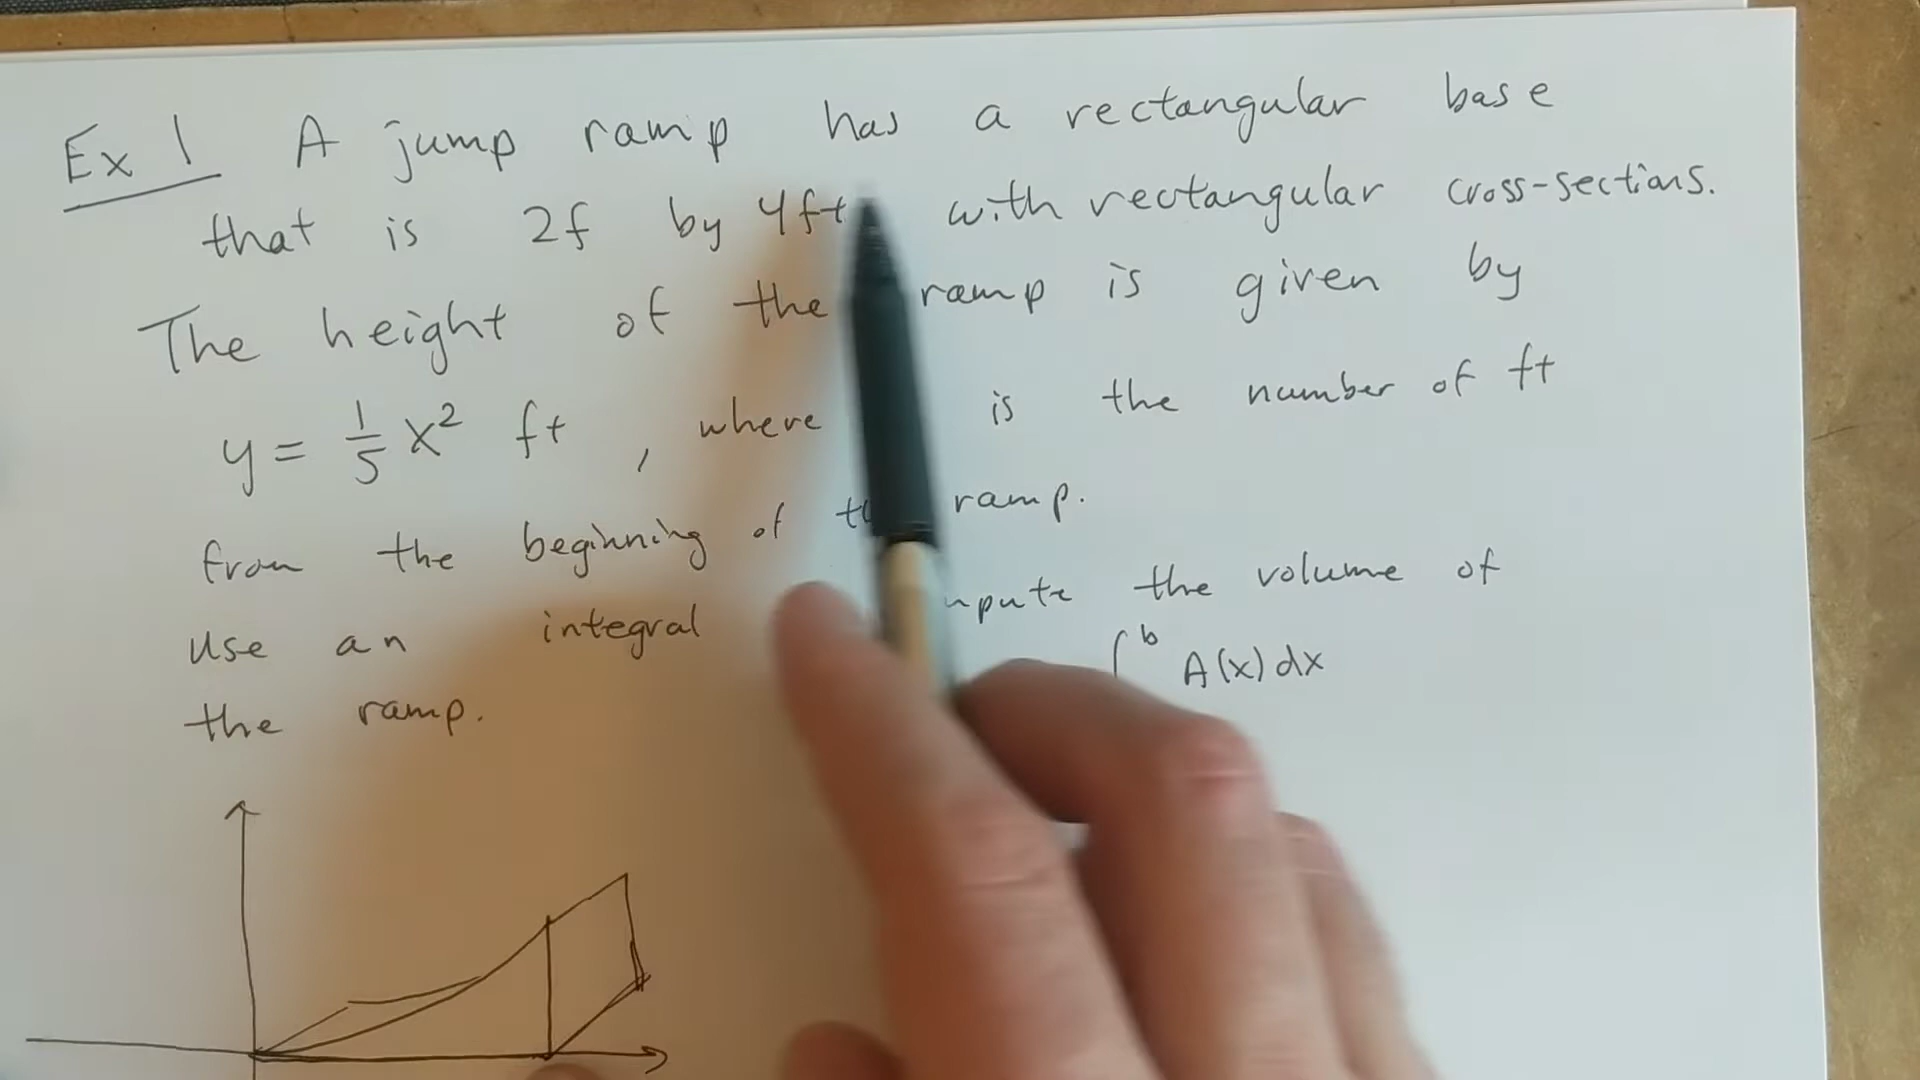 Ex 1 A jump ramp has a rectangular base
that is 2f by 4ft with rectangular cross-sections.
The height of the ramp is given by
y = 1/5 x² ft , where is the number of ft
from the beginning of ramp.
Use an integral the volume of
∫ᵇ A(x) dx
the ramp.